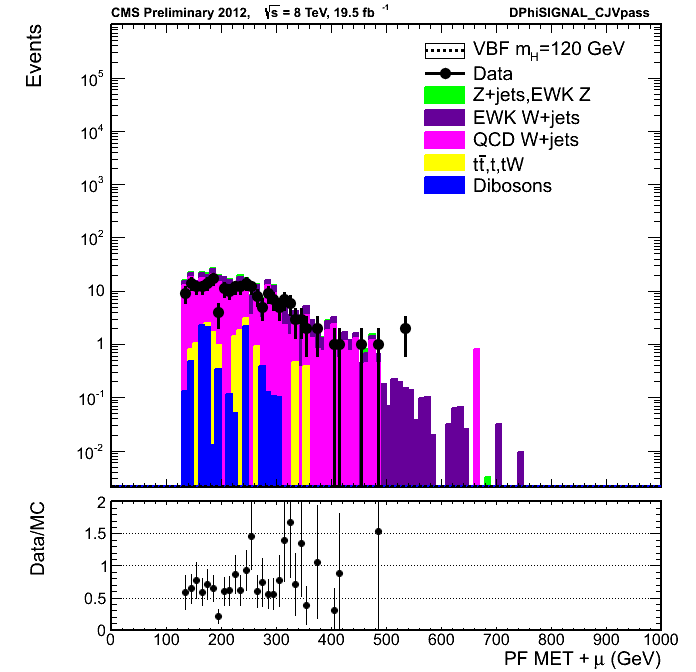 CMS Preliminary 2012, √s = 8 TeV, 19.5 fb⁻¹ DPhiSIGNAL_CJVpass
Events
VBF m_H=120 GeV
Data
Z+jets,EWK Z
EWK W+jets
QCD W+jets
tt̄,t,tW
Dibosons
10⁵
10⁴
10³
10²
10
1
10⁻¹
10⁻²
Data/MC
2
1.5
1
0.5
0
0 100 200 300 400 500 600 700 800 900 1000
PF MET + μ (GeV)